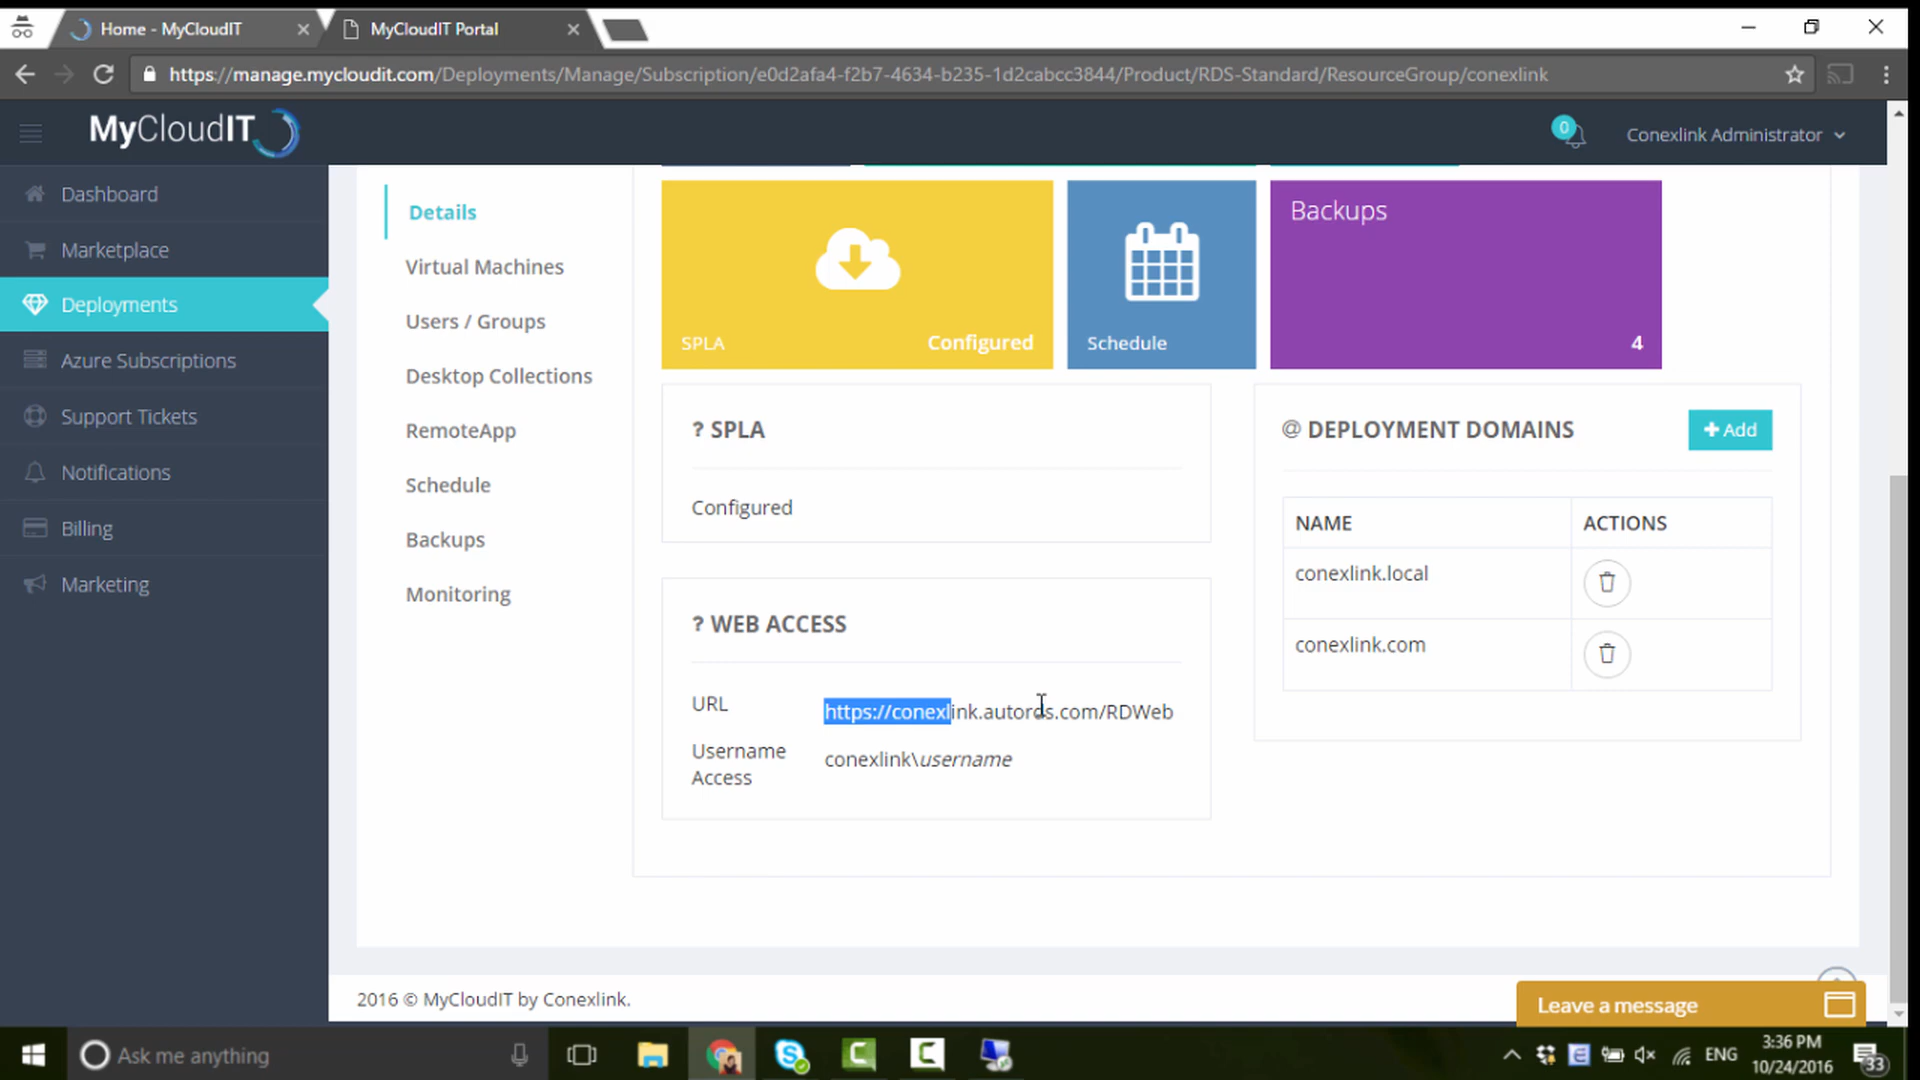 Home - MyCloudIT
MyCloudIT Portal
https://manage.mycloudit.com/Deployments/Manage/Subscription/e0d2afa4-f2b7-4634-b235-1d2cabcc3844/Product/RDS-Standard/ResourceGroup/conexlink
MyCloudIT
0
Conexlink Administrator
Dashboard
Marketplace
Deployments
Azure Subscriptions
Support Tickets
Notifications
Billing
Marketing
Details
Virtual Machines
Users / Groups
Desktop Collections
RemoteApp
Schedule
Backups
Monitoring
SPLA Configured
Schedule
Backups
4
? SPLA
Configured
? WEB ACCESS
URL https://conexlink.autords.com/RDWeb
Username conexlink\username
Access
@ DEPLOYMENT DOMAINS
+ Add
NAME ACTIONS
conexlink.local
conexlink.com
2016 © MyCloudIT by Conexlink.
Leave a message
Ask me anything
ENG
3:36 PM
10/24/2016
33